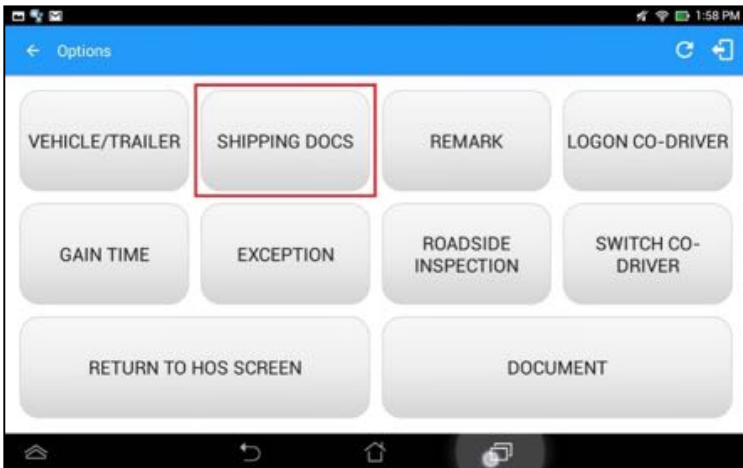 1:58 PM
Options
VEHICLE/TRAILER
SHIPPING DOCS
REMARK
LOGON CO-DRIVER
GAIN TIME
EXCEPTION
ROADSIDE
INSPECTION
SWITCH CO-
DRIVER
RETURN TO HOS SCREEN
DOCUMENT